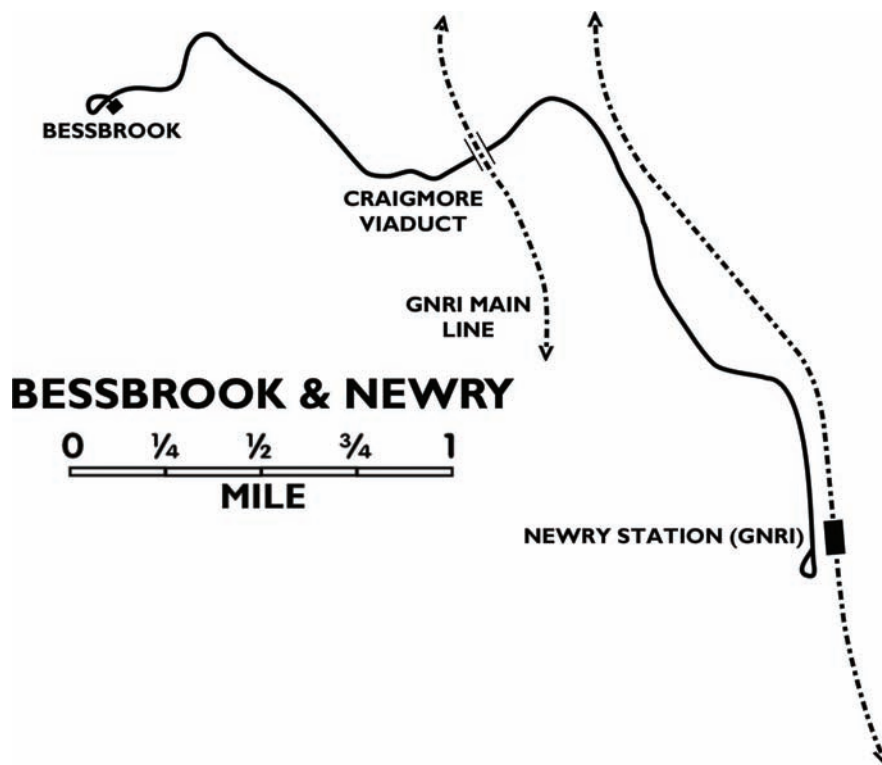 BESSBROOK
CRAIGMORE
VIADUCT
GNRI MAIN
LINE
BESSBROOK & NEWRY
0 ¼ ½ ¾ 1
MILE
NEWRY STATION (GNRI)